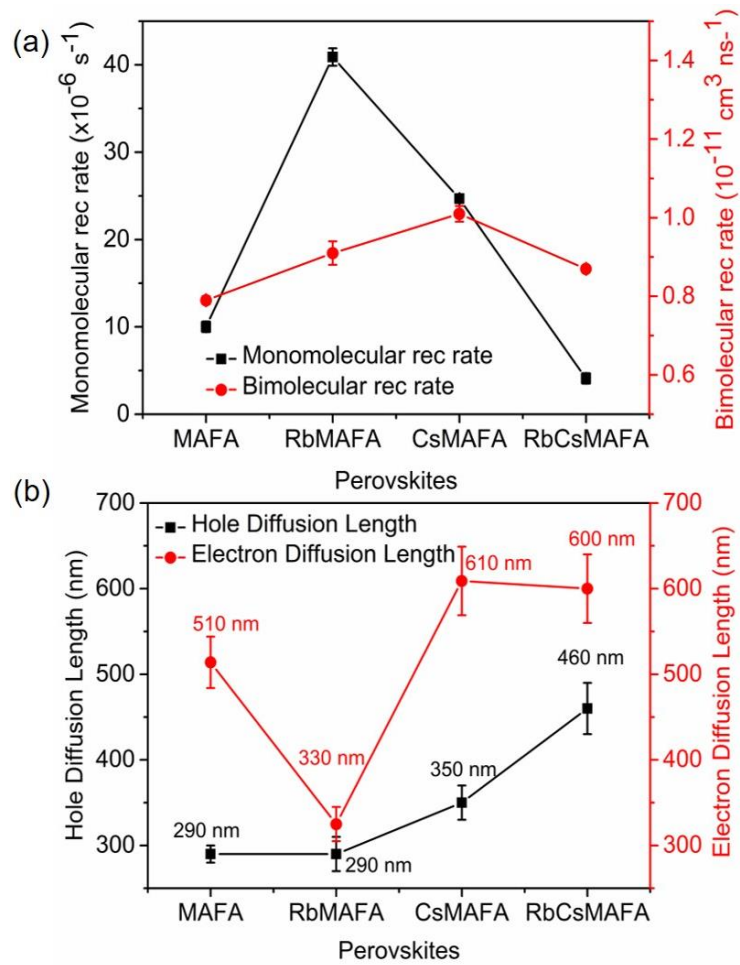 (a)
Monomolecular rec rate (x10-6 s-1)
40
30
20
10
0
1.4
1.2
1.0
0.8
0.6
Bimolecular rec rate (10-11 cm3 ns-1)
Monomolecular rec rate
Bimolecular rec rate
MAFA RbMAFA CsMAFA RbCsMAFA
Perovskites
(b)
Hole Diffusion Length (nm)
700
600
500
400
300
700
600
500
400
300
Electron Diffusion Length (nm)
Hole Diffusion Length
Electron Diffusion Length
510 nm
610 nm
600 nm
460 nm
330 nm
350 nm
290 nm
290 nm
MAFA RbMAFA CsMAFA RbCsMAFA
Perovskites